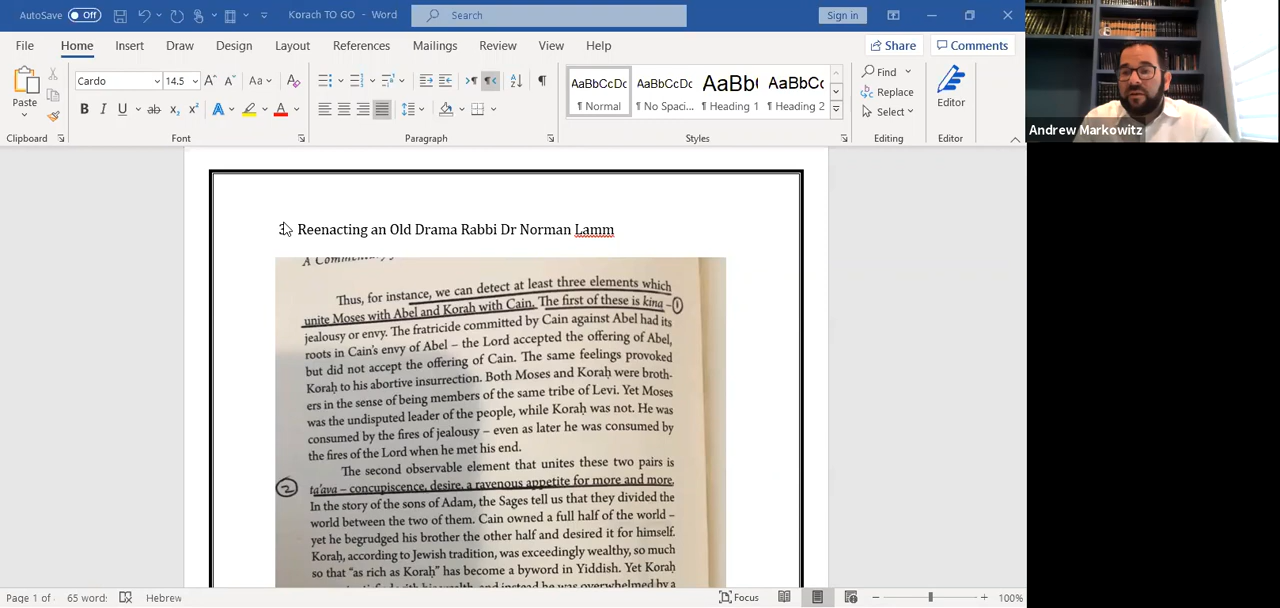 AutoSave Off Korach TO GO - Word Search Sign in
File Home Insert Draw Design Layout References Mailings Review View Help Share Comments
Cardo 14.5 Aa AaBbCcDc AaBbCcDc AaBb( AaBbCc Find
Paste B I U ab x₂ x² A A ¶ Normal ¶ No Spaci... ¶ Heading 1 ¶ Heading 2 Replace Editor
Select
Clipboard Font Paragraph Styles Editing Editor
Andrew Markowitz
Reenacting an Old Drama Rabbi Dr Norman Lamm
Thus, for instance, we can detect at least three elements which
unite Moses with Abel and Koraḥ with Cain. The first of these is kina – 1
jealousy or envy. The fratricide committed by Cain against Abel had its
roots in Cain's envy of Abel – the Lord accepted the offering of Abel,
but did not accept the offering of Cain. The same feelings provoked
Koraḥ to his abortive insurrection. Both Moses and Koraḥ were broth-
ers in the sense of being members of the same tribe of Levi. Yet Moses
was the undisputed leader of the people, while Koraḥ was not. He was
consumed by the fires of jealousy – even as later he was consumed by
the fires of the Lord when he met his end.
The second observable element that unites these two pairs is
2 ta'ava – concupiscence, desire, a ravenous appetite for more and more
In the story of the sons of Adam, the Sages tell us that they divided the
world between the two of them. Cain owned a full half of the world –
yet he begrudged his brother the other half and desired it for himself.
Koraḥ, according to Jewish tradition, was exceedingly wealthy, so much
so that "as rich as Koraḥ" has become a byword in Yiddish. Yet Koraḥ
Page 1 of 65 words Hebrew Focus 100%